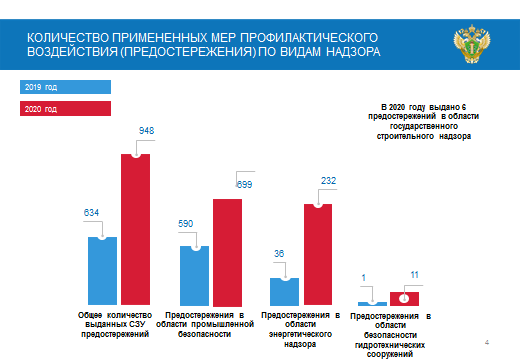 КОЛИЧЕСТВО ПРИМЕНЕННЫХ МЕР ПРОФИЛАКТИЧЕСКОГО
ВОЗДЕЙСТВИЯ (ПРЕДОСТЕРЕЖЕНИЯ) ПО ВИДАМ НАДЗОРА
2019 год
2020 год
В 2020 году выдано 6
предостережений в области
государственного
строительного надзора
634
948
590
699
36
232
1
11
Общее количество
выданных СЗУ
предостережений
Предостережения в
области промышленной
безопасности
Предостережения в
области
энергетического
надзора
Предостережения в
области
безопасности
гидротехнических
сооружений
4